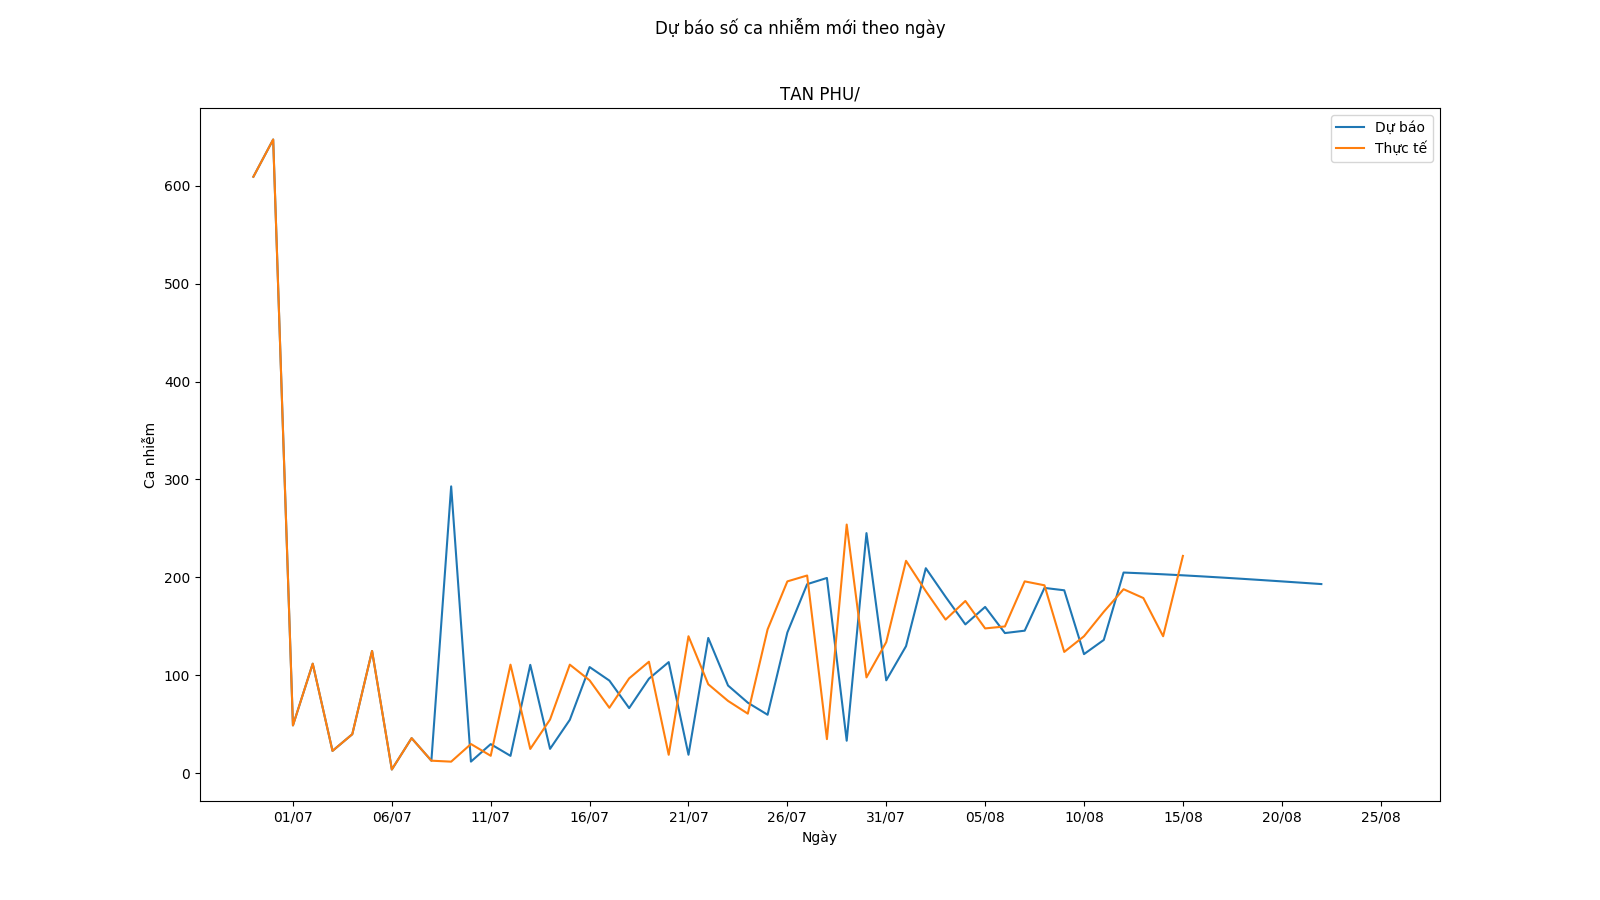 Dự báo số ca nhiễm mới theo ngày
TAN PHU/
Dự báo
Thực tế
600
500
400
300
200
100
0
Ca nhiễm
01/07 06/07 11/07 16/07 21/07 26/07 31/07 05/08 10/08 15/08 20/08 25/08
Ngày